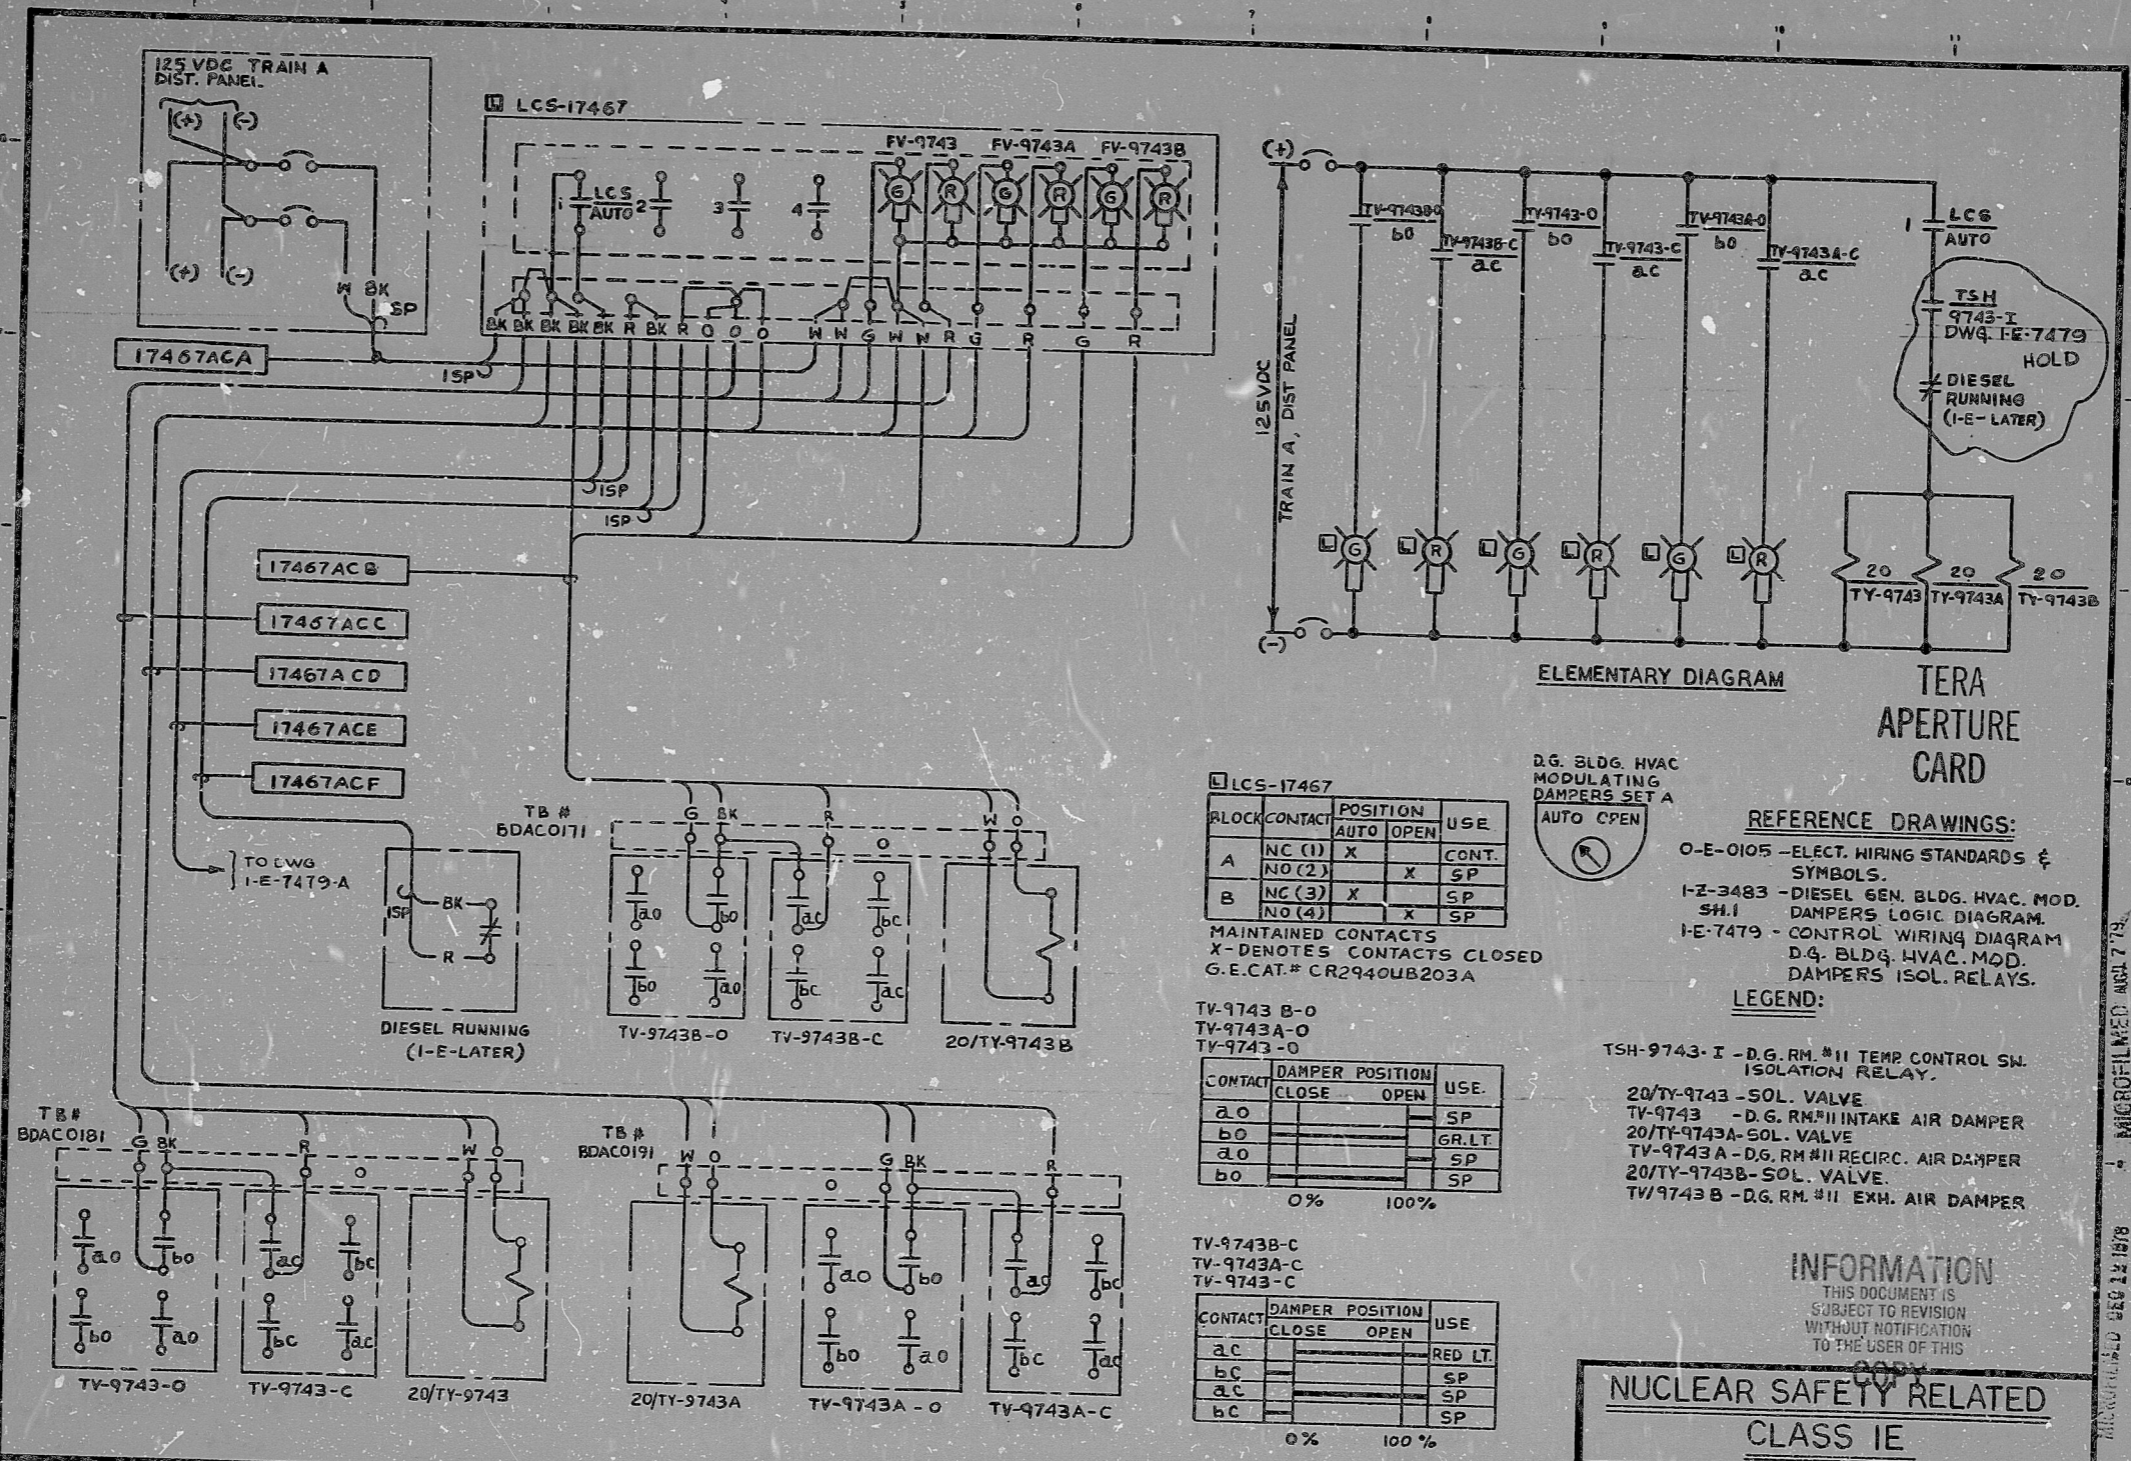 125 VDC TRAIN A
DIST. PANEL
(+) (-)
(+) (-)
W BK
SP
L LCS-17467
FV-9743 FV-9743A FV-9743B
1 LCS AUTO 2 3 4
G R G R G R
BK BK BK BK BK R BK R O O O W W G W W R G R G R
17467ACA
1SP
1SP
1SP
17467ACB
17467ACC
17467ACD
17467ACE
17467ACF
TO DWG
1-E-7479-A
1SP
BK
R
DIESEL RUNNING
(1-E-LATER)
TB #
BDAC0171
G BK R W O
ao bo ac bc
bo ao bc ac
TV-9743B-O TV-9743B-C 20/TY-9743B
TB #
BDAC0181
G BK R W O
ao bo ac bc
bo ao bc ac
TV-9743-O TV-9743-C 20/TY-9743
TB #
BDAC0191
W O G BK R
ao bo ac bc
bo ao bc ac
20/TY-9743A TV-9743A-O TV-9743A-C
(+)
125VDC
TRAIN A, DIST PANEL
(-)
TV-9743B-O
bo
TV-9743B-C
ac
TV-9743-O
bo
TV-9743-C
ac
TV-9743A-O
bo
TV-9743A-C
ac
1 LCS
AUTO
TSH
9743-I
DWG. 1-E-7479
HOLD
DIESEL
RUNNING
(1-E-LATER)
L G L R L G L R L G L R
20
TY-9743
20
TY-9743A
20
TY-9743B
ELEMENTARY DIAGRAM
TERA
APERTURE
CARD
L LCS-17467
BLOCK CONTACT POSITION USE
AUTO OPEN
A NC (1) X CONT.
NO (2) X SP
B NC (3) X SP
NO (4) X SP
MAINTAINED CONTACTS
X-DENOTES CONTACTS CLOSED
G.E.CAT.# CR2940UB203A
D.G. BLDG. HVAC
MODULATING
DAMPERS SET A
AUTO OPEN
REFERENCE DRAWINGS:
0-E-0105 -ELECT. WIRING STANDARDS &
SYMBOLS.
1-Z-3483 -DIESEL GEN. BLDG. HVAC. MOD.
SH.1 DAMPERS LOGIC DIAGRAM.
1-E-7479 - CONTROL WIRING DIAGRAM
D.G. BLDG. HVAC. MOD.
DAMPERS ISOL. RELAYS.
LEGEND:
TSH-9743-I -D.G. RM. #11 TEMP. CONTROL SW.
ISOLATION RELAY.
20/TY-9743 -SOL. VALVE
TV-9743 -D.G. RM.#11 INTAKE AIR DAMPER
20/TY-9743A-SOL. VALVE
TV-9743A -D.G. RM #11 RECIRC. AIR DAMPER
20/TY-9743B-SOL. VALVE.
TV/9743B -D.G. RM. #11 EXH. AIR DAMPER
TV-9743 B-O
TV-9743A-O
TV-9743-O
CONTACT DAMPER POSITION USE.
CLOSE OPEN
ao SP
bo GR.LT.
ao SP
bo SP
0% 100%
TV-9743B-C
TV-9743A-C
TV-9743-C
CONTACT DAMPER POSITION USE
CLOSE OPEN
ac RED LT.
bc SP
ac SP
bc SP
0% 100%
INFORMATION
THIS DOCUMENT IS
SUBJECT TO REVISION
WITHOUT NOTIFICATION
TO THE USER OF THIS
COPY
NUCLEAR SAFETY RELATED
CLASS IE
MICROFILMED AUG 7 '79
DEC 12 1978